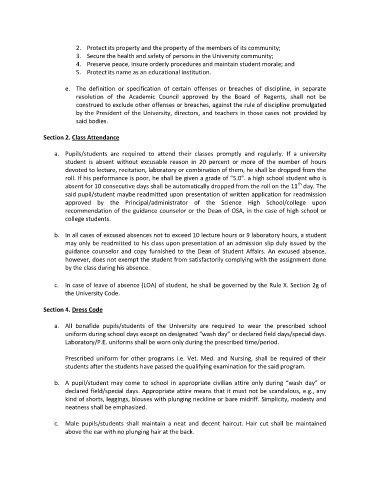 2. Protect its property and the property of the members of its community;
3. Secure the health and safety of persons in the University community;
4. Preserve peace, insure orderly procedures and maintain student morale; and
5. Protect its name as an educational institution.
e. The definition or specification of certain offenses or breaches of discipline, in separate
resolution of the Academic Council approved by the Board of Regents, shall not be
construed to exclude other offenses or breaches, against the rule of discipline promulgated
by the President of the University, directors, and teachers in those cases not provided by
said bodies.
Section 2. Class Attendance
a. Pupils/students are required to attend their classes promptly and regularly. If a university
student is absent without excusable reason in 20 percent or more of the number of hours
devoted to lecture, recitation, laboratory or combination of them, he shall be dropped from the
roll. If his performance is poor, he shall be given a grade of "5.0". a high school student who is
absent for 10 consecutive days shall be automatically dropped from the roll on the 11th day. The
said pupil/student maybe readmitted upon presentation of written application for readmission
approved by the Principal/administrator of the Science High School/college upon
recommendation of the guidance counselor or the Dean of OSA, in the case of high school or
college students.
b. In all cases of excused absences not to exceed 10 lecture hours or 9 laboratory hours, a student
may only be readmitted to his class upon presentation of an admission slip duly issued by the
guidance counselor and copy furnished to the Dean of Student Affairs. An excused absence,
however, does not exempt the student from satisfactorily complying with the assignment done
by the class during his absence.
c. In case of leave of absence (LOA) of student, he shall be governed by the Rule X. Section 2g of
the University Code.
Section 4. Dress Code
a. All bonafide pupils/students of the University are required to wear the prescribed school
uniform during school days except on designated "wash day" or declared field days/special days.
Laboratory/P.E. uniforms shall be worn only during the prescribed time/period.
Prescribed uniform for other programs i.e. Vet. Med. and Nursing, shall be required of their
students after the students have passed the qualifying examination for the said program.
b. A pupil/student may come to school in appropriate civilian attire only during "wash day" or
declared field/special days. Appropriate attire means that it must not be scandalous, e.g., any
kind of shorts, leggings, blouses with plunging neckline or bare midriff. Simplicity, modesty and
neatness shall be emphasized.
c. Male pupils/students shall maintain a neat and decent haircut. Hair cut shall be maintained
above the ear with no plunging hair at the back.